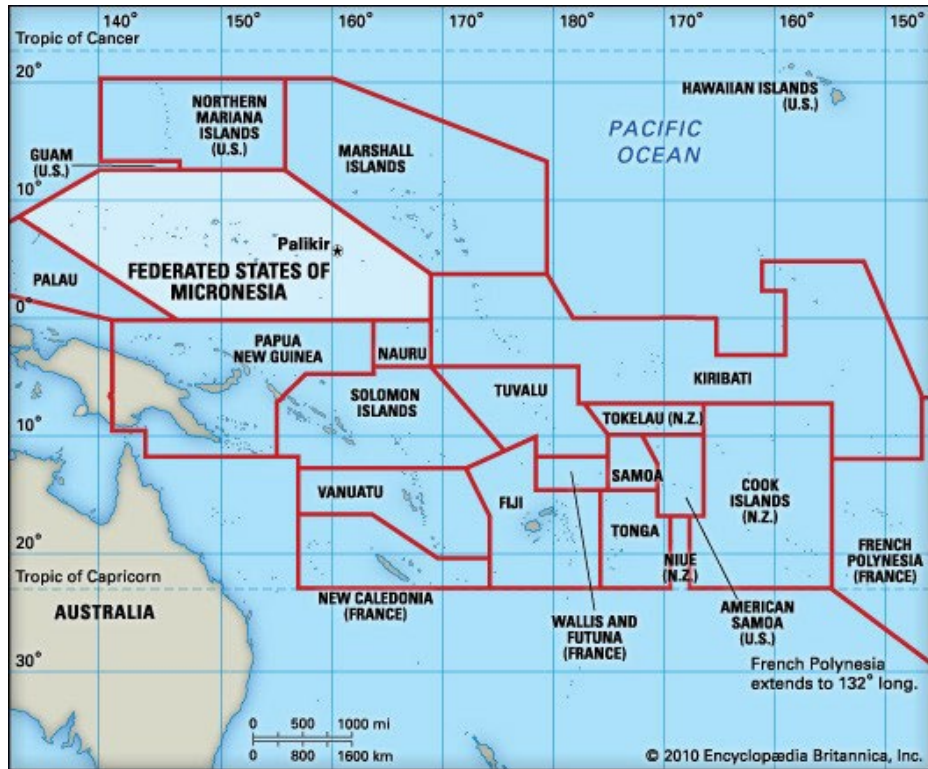 140°
150°
160°
170°
180°
170°
160°
150°
Tropic of Cancer
20°
NORTHERN
MARIANA
ISLANDS
(U.S.)
HAWAIIAN ISLANDS
(U.S.)
PACIFIC
OCEAN
GUAM
(U.S.)
MARSHALL
ISLANDS
10°
Palikir
FEDERATED STATES OF
MICRONESIA
PALAU
0°
PAPUA
NEW GUINEA
NAURU
KIRIBATI
SOLOMON
ISLANDS
TUVALU
TOKELAU (N.Z.)
10°
SAMOA
COOK
ISLANDS
(N.Z.)
VANUATU
FIJI
TONGA
20°
NIUE
(N.Z.)
FRENCH
POLYNESIA
(FRANCE)
Tropic of Capricorn
AUSTRALIA
NEW CALEDONIA
(FRANCE)
WALLIS AND
FUTUNA
(FRANCE)
AMERICAN
SAMOA
(U.S.)
30°
French Polynesia
extends to 132° long.
0 500 1000 mi
0 800 1600 km
© 2010 Encyclopædia Britannica, Inc.